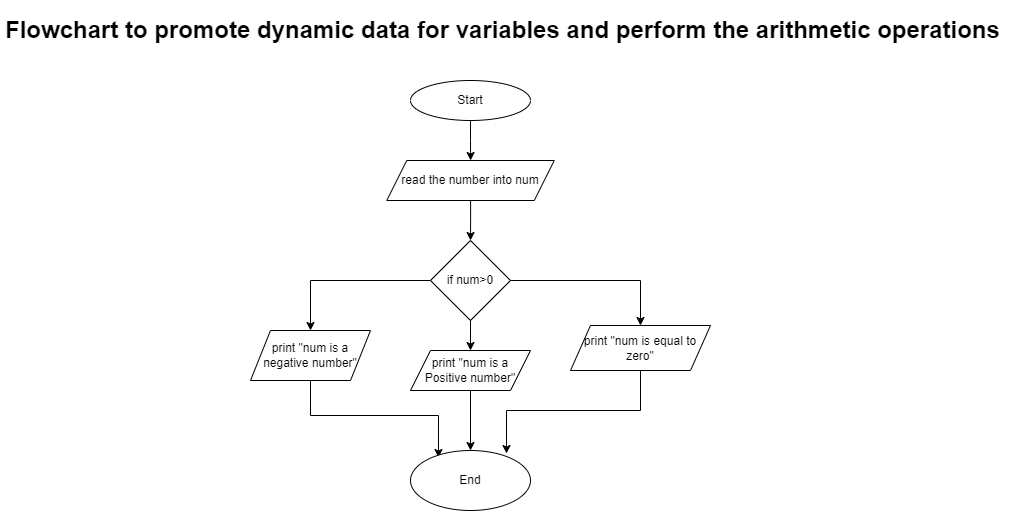 Flowchart to promote dynamic data for variables and perform the arithmetic operations
Start
read the number into num
if num>0
print "num is a
negative number"
print "num is a
Positive number"
print "num is equal to
zero"
End